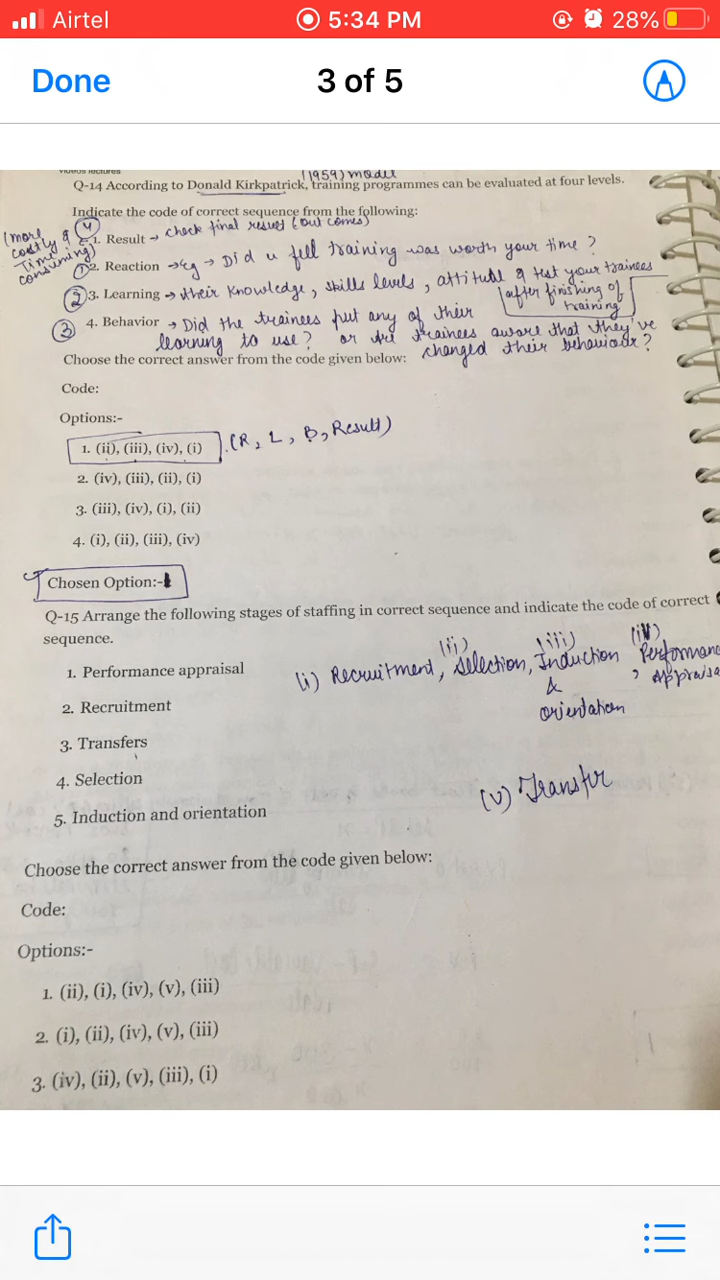 Airtel 5:34 PM 28%
Done 3 of 5
videos lectures
(1959) model
Q-14 According to Donald Kirkpatrick, training programmes can be evaluated at four levels.
Indicate the code of correct sequence from the following:
(more costly & Time consuming)
(4) 1. Result → check final result (out comes)
(1) 2. Reaction → eg → Did u fell training was worth your time ?
(2) 3. Learning → their knowledge, skills levels, attitude & test your trainees
after finishing of training
(3) 4. Behavior → Did the trainees put any of their
learning to use? or are trainees aware that they've
changed their behaviour?
Choose the correct answer from the code given below:
Code:
Options:-
1. (ii), (iii), (iv), (i) (R, L, B, Result)
2. (iv), (iii), (ii), (i)
3. (iii), (iv), (i), (ii)
4. (i), (ii), (iii), (iv)
Chosen Option:-1
Q-15 Arrange the following stages of staffing in correct sequence and indicate the code of correct
sequence.
1. Performance appraisal
(i) Recruitment, (ii) Selection, (iii) Induction & orientation, (iv) Performanc appraisa
2. Recruitment
3. Transfers
4. Selection
(v) Transfer
5. Induction and orientation
Choose the correct answer from the code given below:
Code:
Options:-
1. (ii), (i), (iv), (v), (iii)
2. (i), (ii), (iv), (v), (iii)
3. (iv), (ii), (v), (iii), (i)